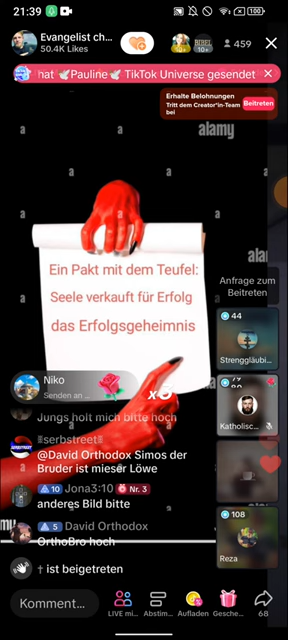 21:39
100
Evangelist ch...
50.4K Likes
10+
10+
459
hat 🕊Pauline🕊 TikTok Universe gesendet
Erhalte Belohnungen
Tritt dem Creator*in-Team
bei
Beitreten
alamy
Ein Pakt mit dem Teufel:
Seele verkauft für Erfolg
das Erfolgsgeheimnis
Anfrage zum
Beitreten
44
Strenggläubi...
Niko
Senden an ...
Jungs holt mich bitte hoch
Katholisc...
serbstreet
@David Orthodox Simos der
Bruder ist mieser Löwe
10 Jona3:10 Nr. 3
anderes Bild bitte
5 David Orthodox
OrthoBro hoch
108
Reza
† ist beigetreten
Komment...
LIVE mi...
Abstim...
Aufladen
Gesche...
68